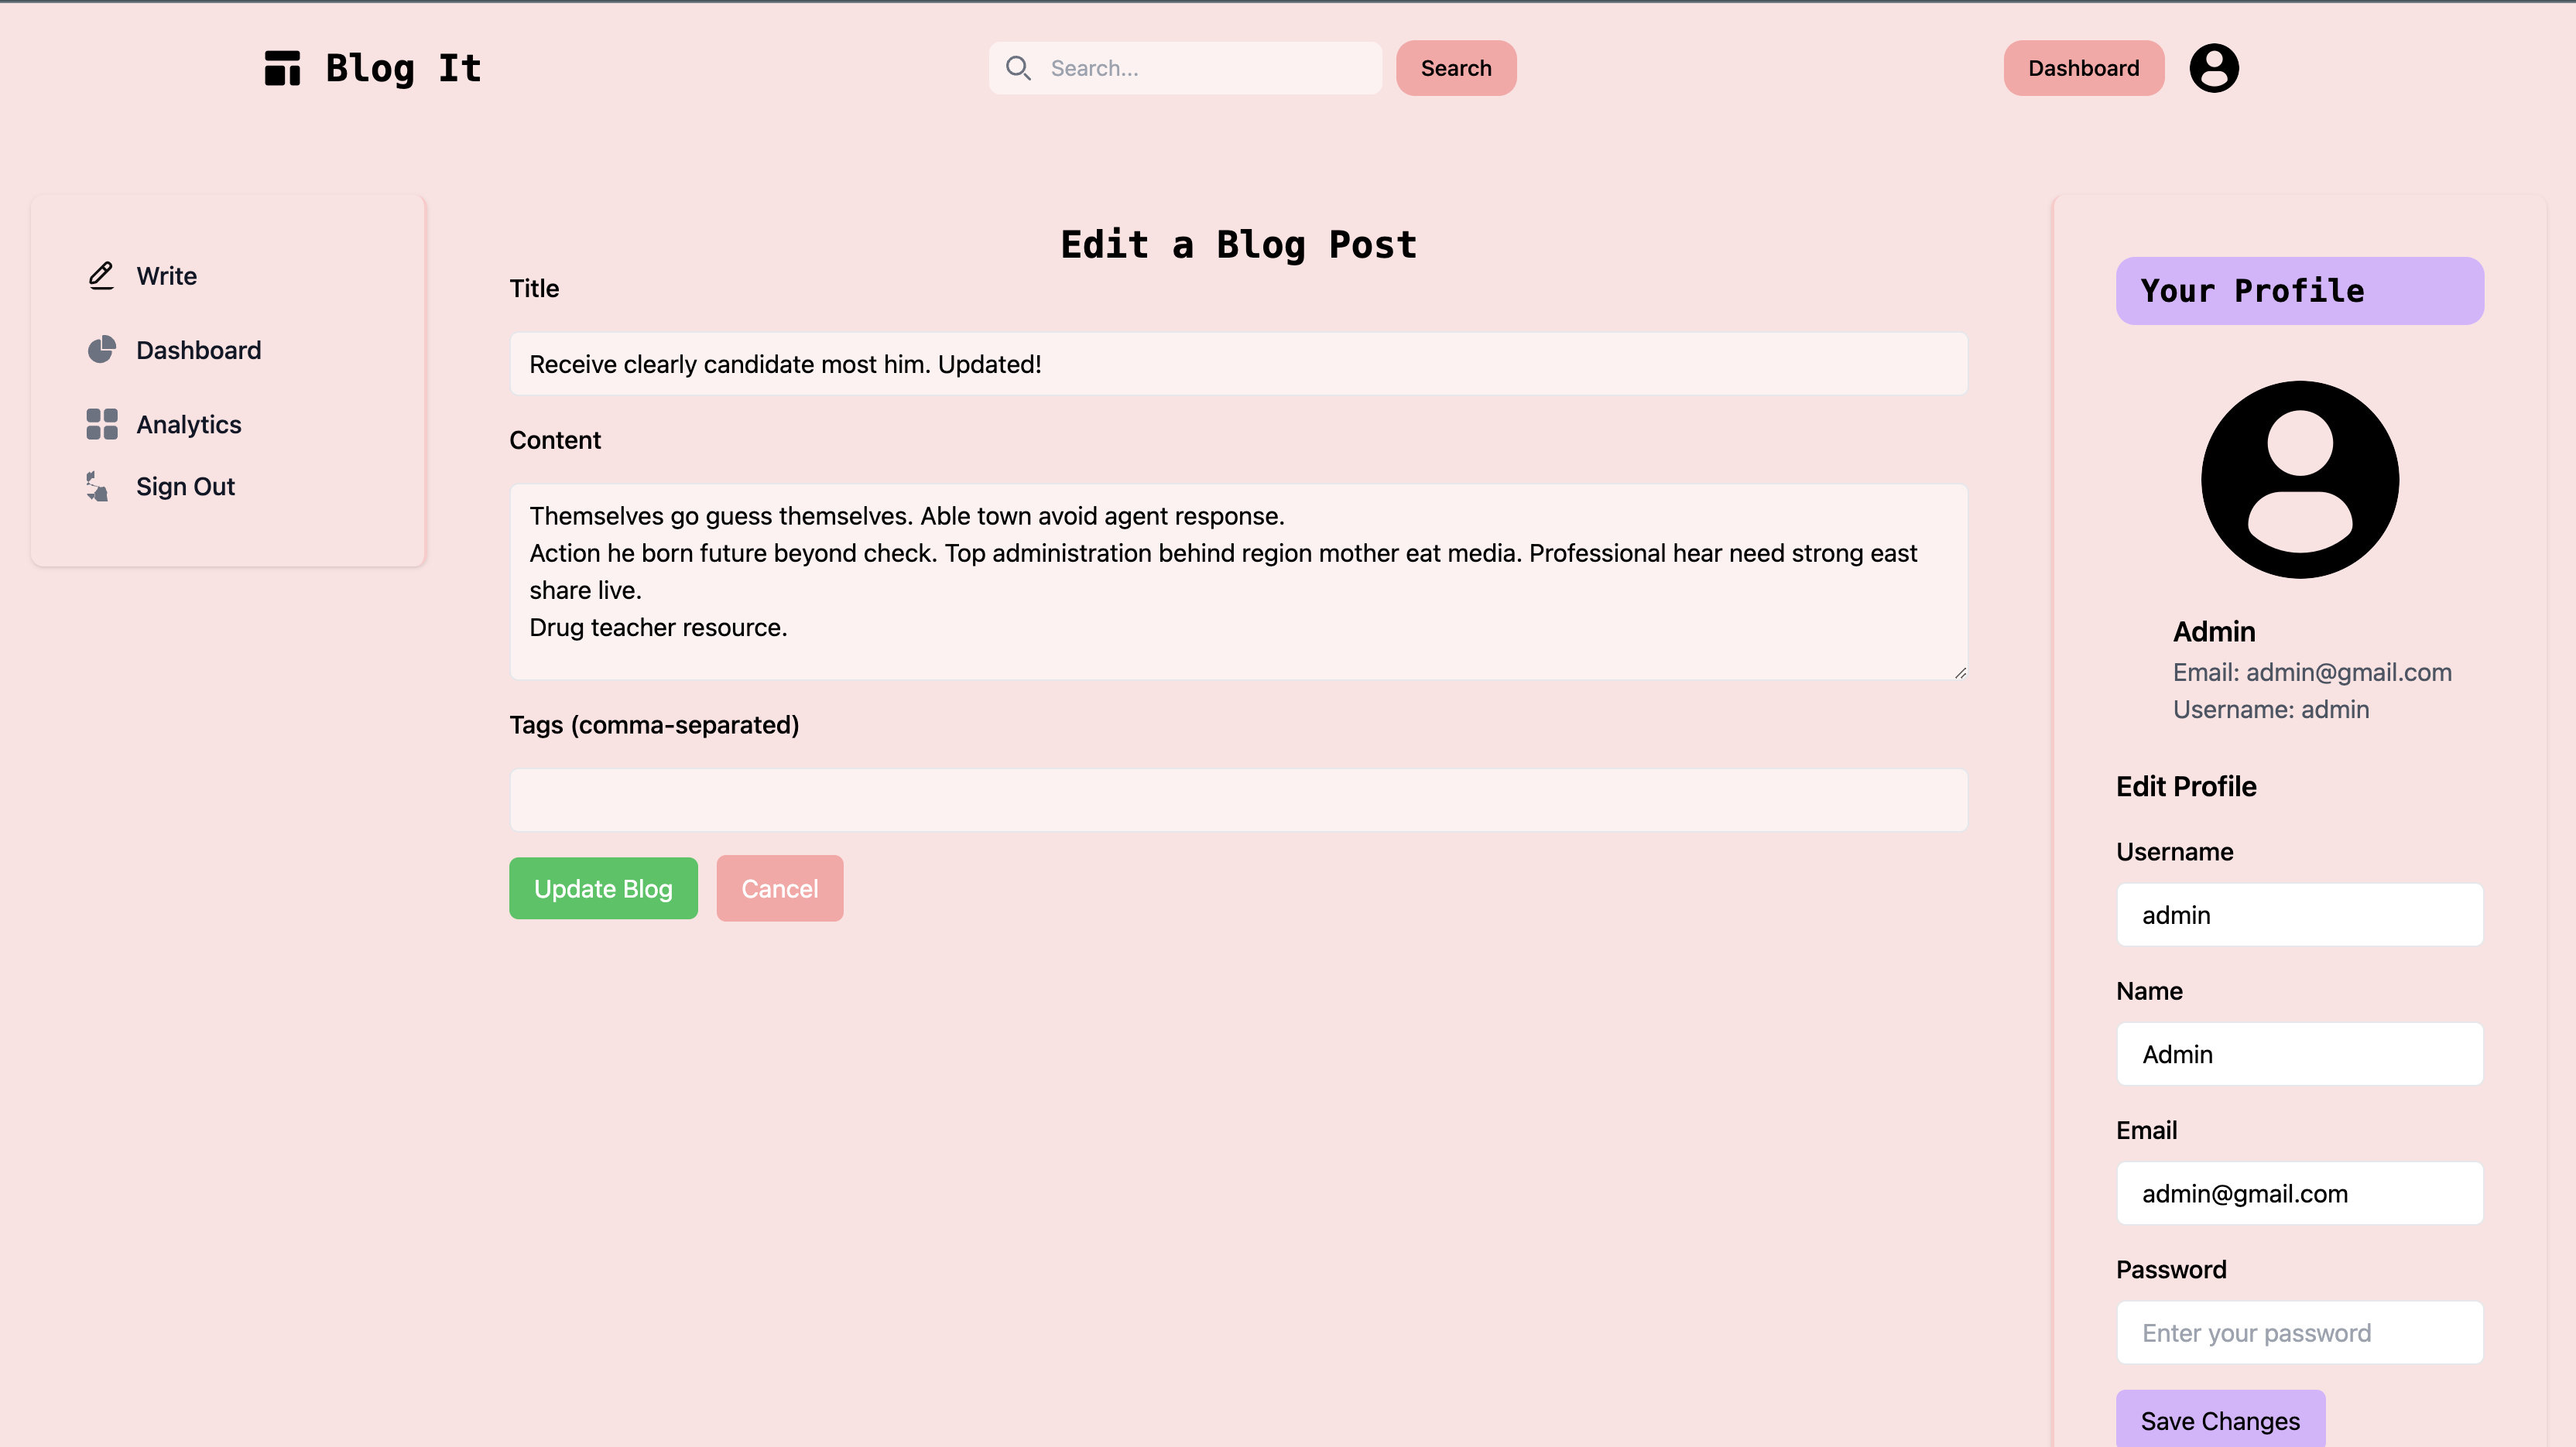 Blog It
Search...
Search
Dashboard
Write
Dashboard
Analytics
Sign Out
Edit a Blog Post
Title
Receive clearly candidate most him. Updated!
Content
Themselves go guess themselves. Able town avoid agent response.
Action he born future beyond check. Top administration behind region mother eat media. Professional hear need strong east
share live.
Drug teacher resource.
Tags (comma-separated)
Update Blog
Cancel
Your Profile
Admin
Email: admin@gmail.com
Username: admin
Edit Profile
Username
admin
Name
Admin
Email
admin@gmail.com
Password
Enter your password
Save Changes